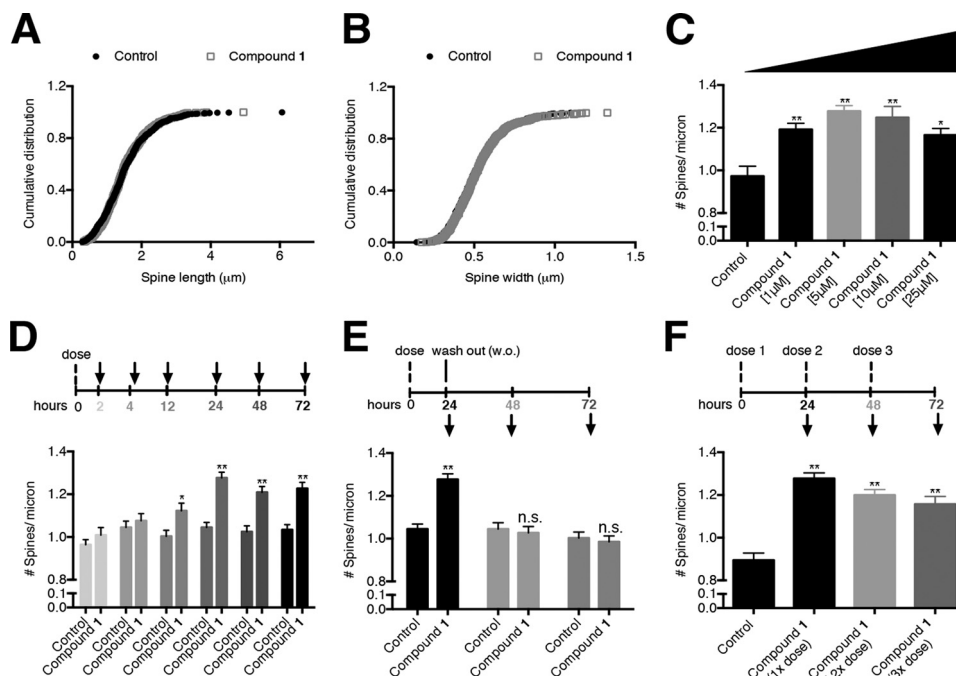 A
Control
Compound 1
Cumulative distribution
1.2
0.8
0.4
0.0
0 2 4 6
Spine length (μm)
B
Control
Compound 1
Cumulative distribution
1.2
0.8
0.4
0.0
0.0 0.5 1.0 1.5
Spine width (μm)
C
# Spines/ micron
1.4
1.2
1.0
0.8
0.1
0.0
** ** ** *
Control
Compound 1
[1μM]
Compound 1
[5μM]
Compound 1
[10μM]
Compound 1
[25μM]
D
dose
hours 0 2 4 12 24 48 72
# Spines/ micron
1.4
1.2
1.0
0.8
0.1
0.0
* ** ** **
Control
Compound 1
Control
Compound 1
Control
Compound 1
Control
Compound 1
Control
Compound 1
Control
Compound 1
E
dose wash out (w.o.)
hours 0 24 48 72
# Spines/ micron
1.4
1.2
1.0
0.8
0.1
0.0
** n.s. n.s.
Control
Compound 1
Control
Compound 1
Control
Compound 1
F
dose 1 dose 2 dose 3
hours 0 24 48 72
# Spines/ micron
1.4
1.2
1.0
0.8
0.1
0.0
** ** **
Control
Compound 1
(1x dose)
Compound 1
2x dose)
Compound 1
3x dose)